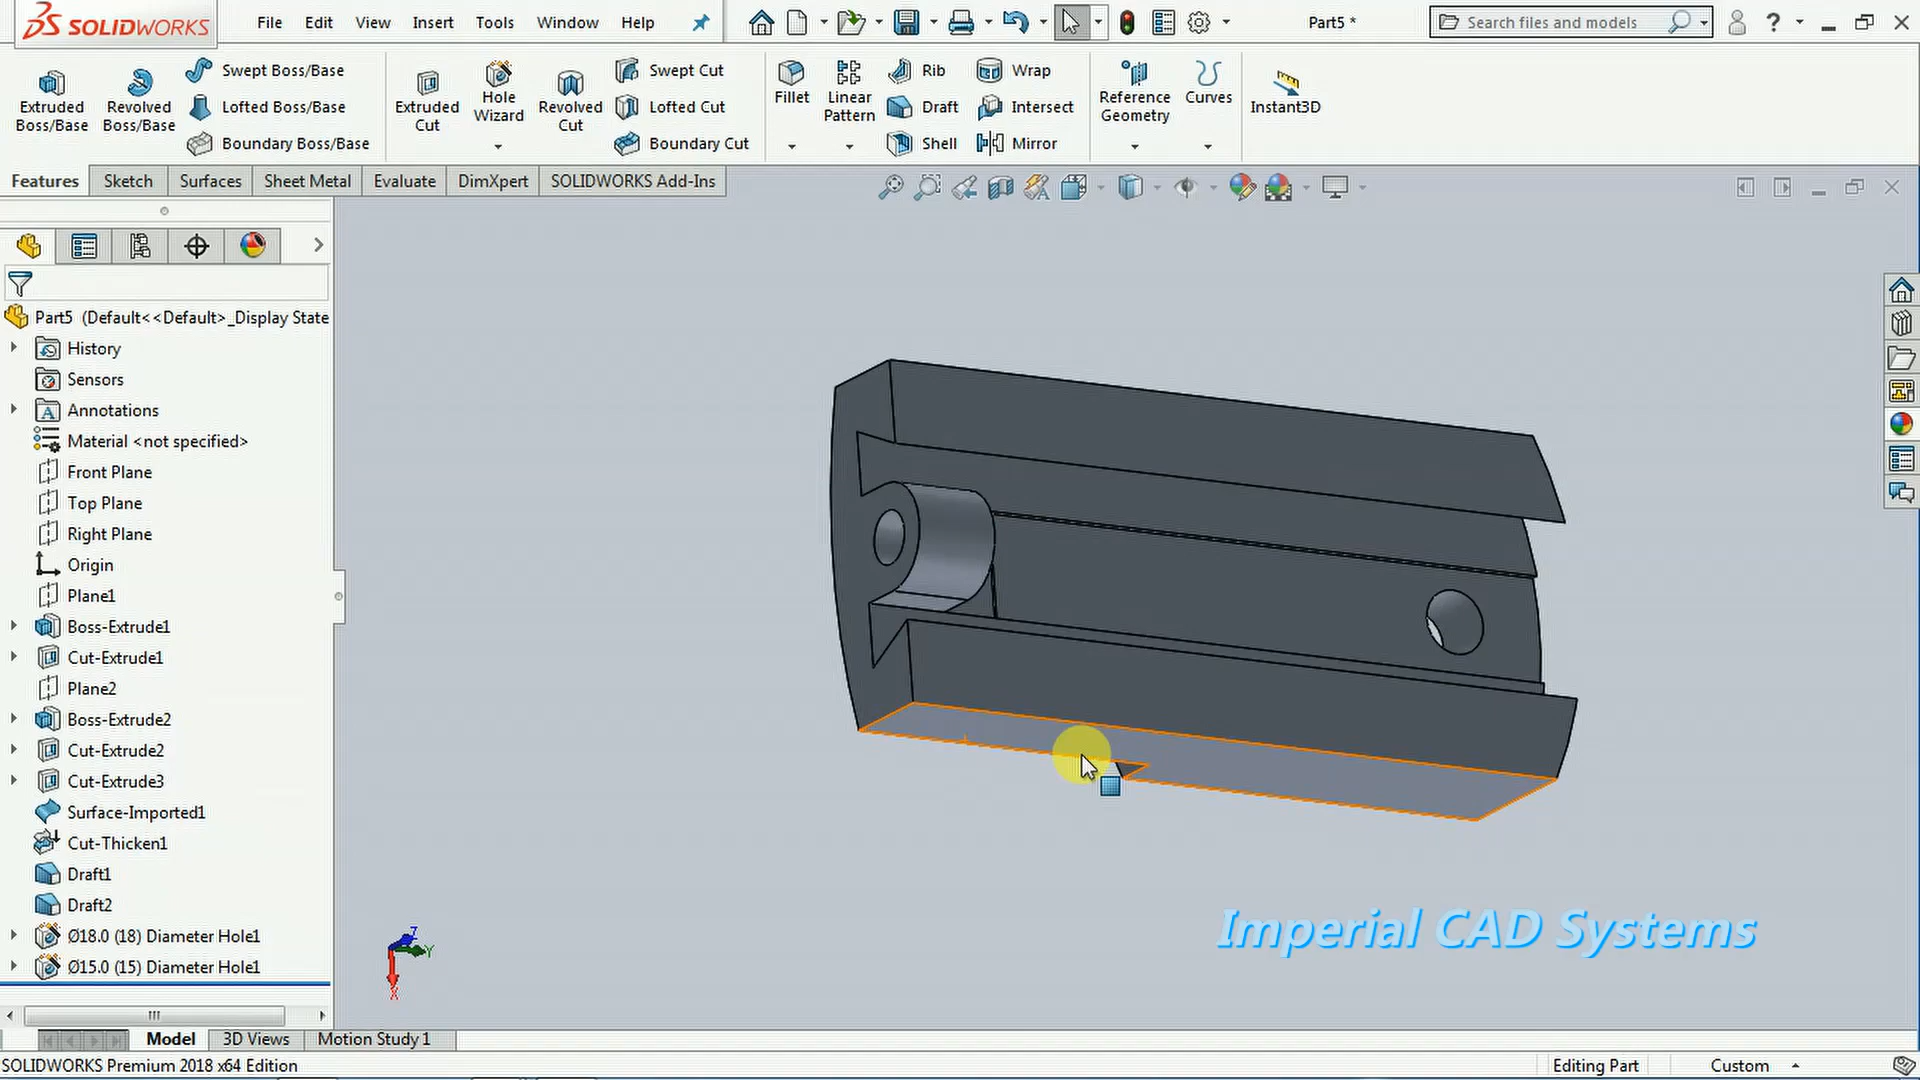 SOLIDWORKS
File Edit View Insert Tools Window Help
Part5 *
Search files and models
Extruded Boss/Base
Revolved Boss/Base
Swept Boss/Base
Lofted Boss/Base
Boundary Boss/Base
Extruded Cut
Hole Wizard
Revolved Cut
Swept Cut
Lofted Cut
Boundary Cut
Fillet
Linear Pattern
Rib
Draft
Shell
Wrap
Intersect
Mirror
Reference Geometry
Curves
Instant3D
Features Sketch Surfaces Sheet Metal Evaluate DimXpert SOLIDWORKS Add-Ins
Part5 (Default<<Default>_Display State
History
Sensors
Annotations
Material <not specified>
Front Plane
Top Plane
Right Plane
Origin
Plane1
Boss-Extrude1
Cut-Extrude1
Plane2
Boss-Extrude2
Cut-Extrude2
Cut-Extrude3
Surface-Imported1
Cut-Thicken1
Draft1
Draft2
Ø18.0 (18) Diameter Hole1
Ø15.0 (15) Diameter Hole1
Z
Y
X
Imperial CAD Systems
Model 3D Views Motion Study 1
SOLIDWORKS Premium 2018 x64 Edition
Editing Part
Custom